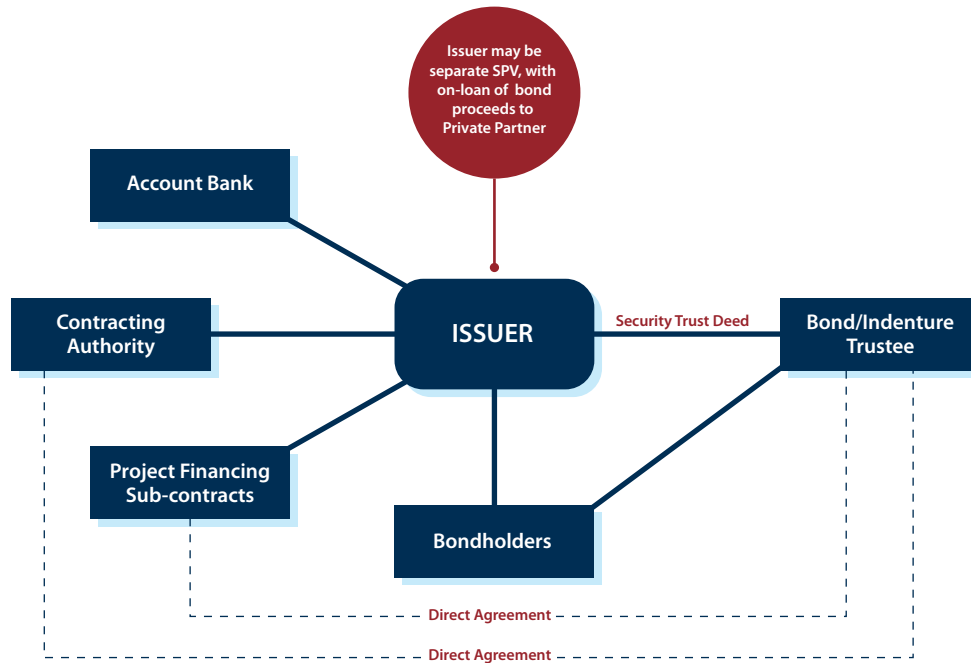 Issuer may be
separate SPV, with
on-loan of bond
proceeds to
Private Partner
Account Bank
Contracting
Authority
ISSUER
Security Trust Deed
Bond/Indenture
Trustee
Project Financing
Sub-contracts
Bondholders
Direct Agreement
Direct Agreement